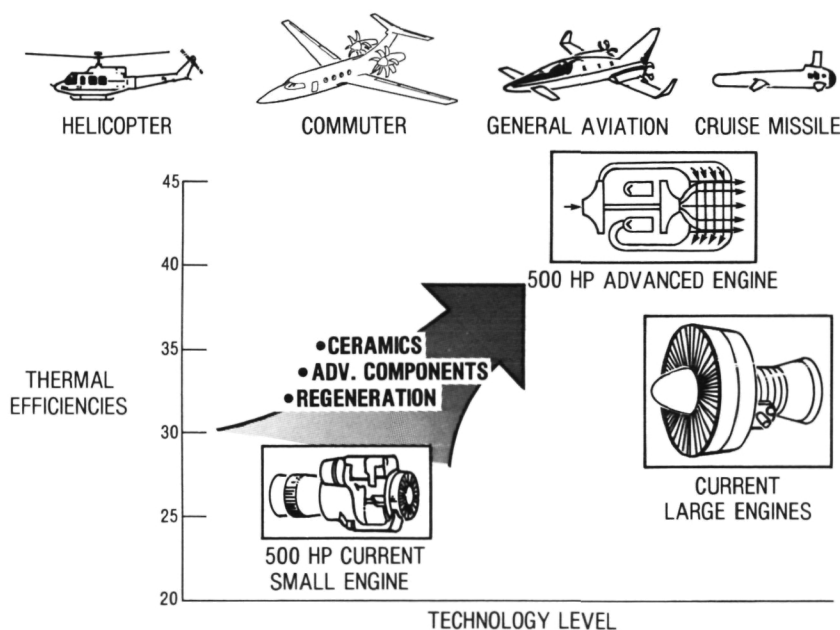 HELICOPTER
COMMUTER
GENERAL AVIATION
CRUISE MISSILE
45
40
35
30
25
20
THERMAL
EFFICIENCIES
500 HP ADVANCED ENGINE
•CERAMICS
•ADV. COMPONENTS
•REGENERATION
500 HP CURRENT
SMALL ENGINE
CURRENT
LARGE ENGINES
TECHNOLOGY LEVEL